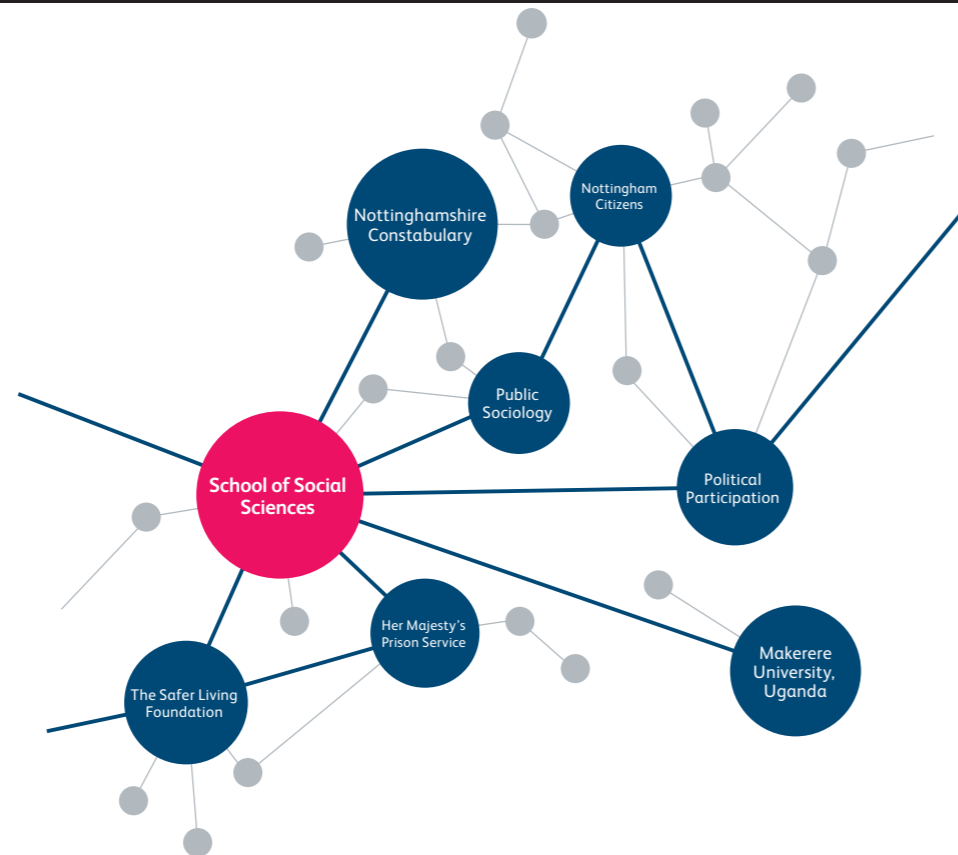 Nottingham
Citizens
Nottinghamshire
Constabulary
Public
Sociology
School of Social
Sciences
Political
Participation
Her Majesty's
Prison Service
Makerere
University,
Uganda
The Safer Living
Foundation